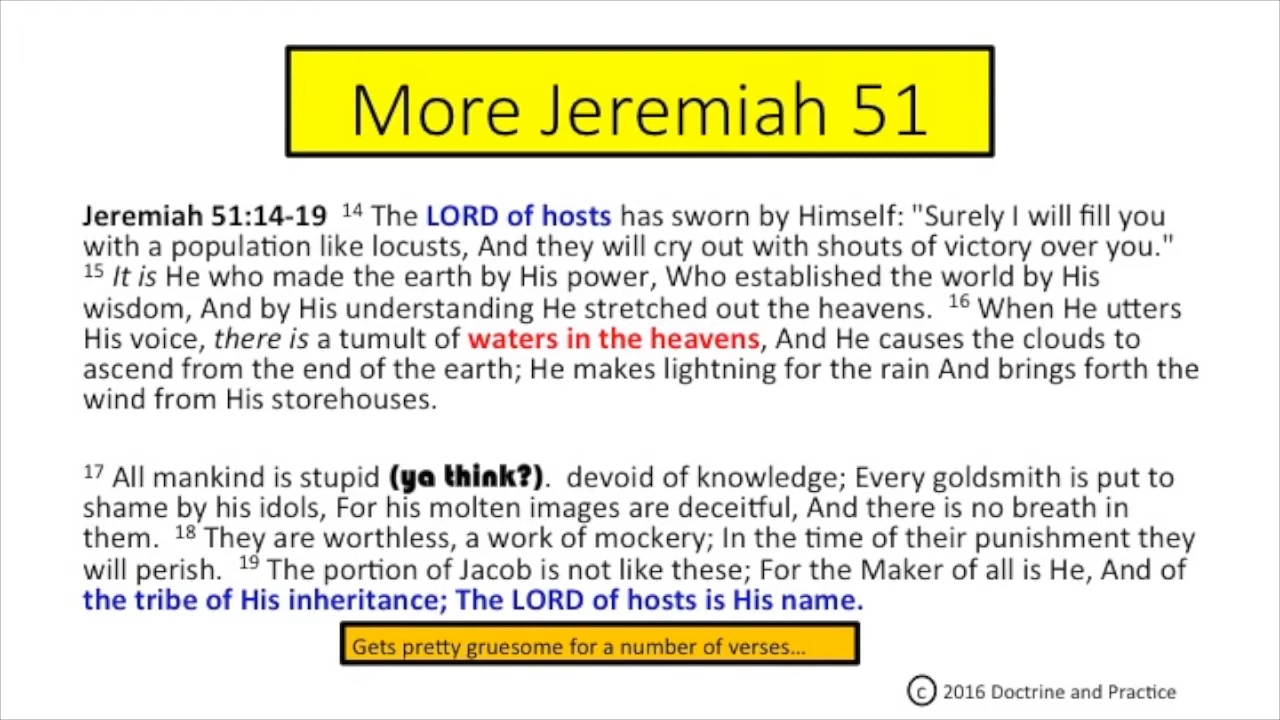 More Jeremiah 51
Jeremiah 51:14-19 14 The LORD of hosts has sworn by Himself: "Surely I will fill you
with a population like locusts, And they will cry out with shouts of victory over you."
15 It is He who made the earth by His power, Who established the world by His
wisdom, And by His understanding He stretched out the heavens. 16 When He utters
His voice, there is a tumult of waters in the heavens, And He causes the clouds to
ascend from the end of the earth; He makes lightning for the rain And brings forth the
wind from His storehouses.
17 All mankind is stupid (ya think?). devoid of knowledge; Every goldsmith is put to
shame by his idols, For his molten images are deceitful, And there is no breath in
them. 18 They are worthless, a work of mockery; In the time of their punishment they
will perish. 19 The portion of Jacob is not like these; For the Maker of all is He, And of
the tribe of His inheritance; The LORD of hosts is His name.
Gets pretty gruesome for a number of verses...
© 2016 Doctrine and Practice